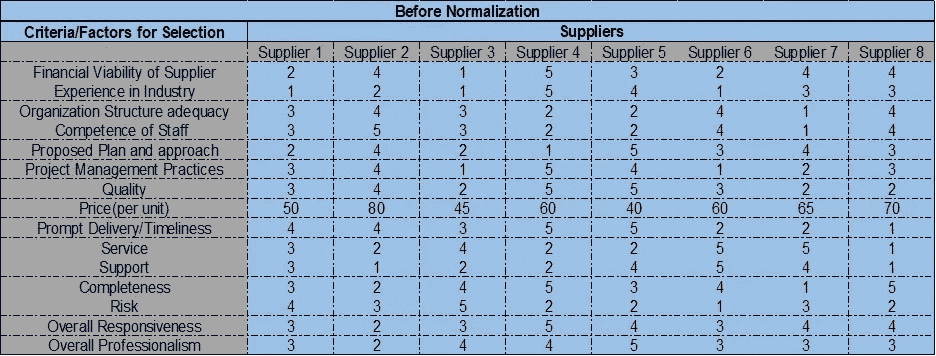 Before Normalization
Criteria/Factors for Selection Suppliers
Supplier 1 Supplier 2 Supplier 3 Supplier 4 Supplier 5 Supplier 6 Supplier 7 Supplier 8
Financial Viability of Supplier 2 4 1 5 3 2 4 4
Experience in Industry 1 2 1 5 4 1 3 3
Organization Structure adequacy 3 4 3 2 2 4 1 4
Competence of Staff 3 5 3 2 2 4 1 4
Proposed Plan and approach 2 4 2 1 5 3 4 3
Project Management Practices 3 4 1 5 4 1 2 3
Quality 3 4 2 5 5 3 2 2
Price(per unit) 50 80 45 60 40 60 65 70
Prompt Delivery/Timeliness 4 4 3 5 5 2 2 1
Service 3 2 4 2 2 5 5 1
Support 3 1 2 2 4 5 4 1
Completeness 3 2 4 5 3 4 1 5
Risk 4 3 5 2 2 1 3 2
Overall Responsiveness 3 2 3 5 4 3 4 4
Overall Professionalism 3 2 4 4 5 3 3 3